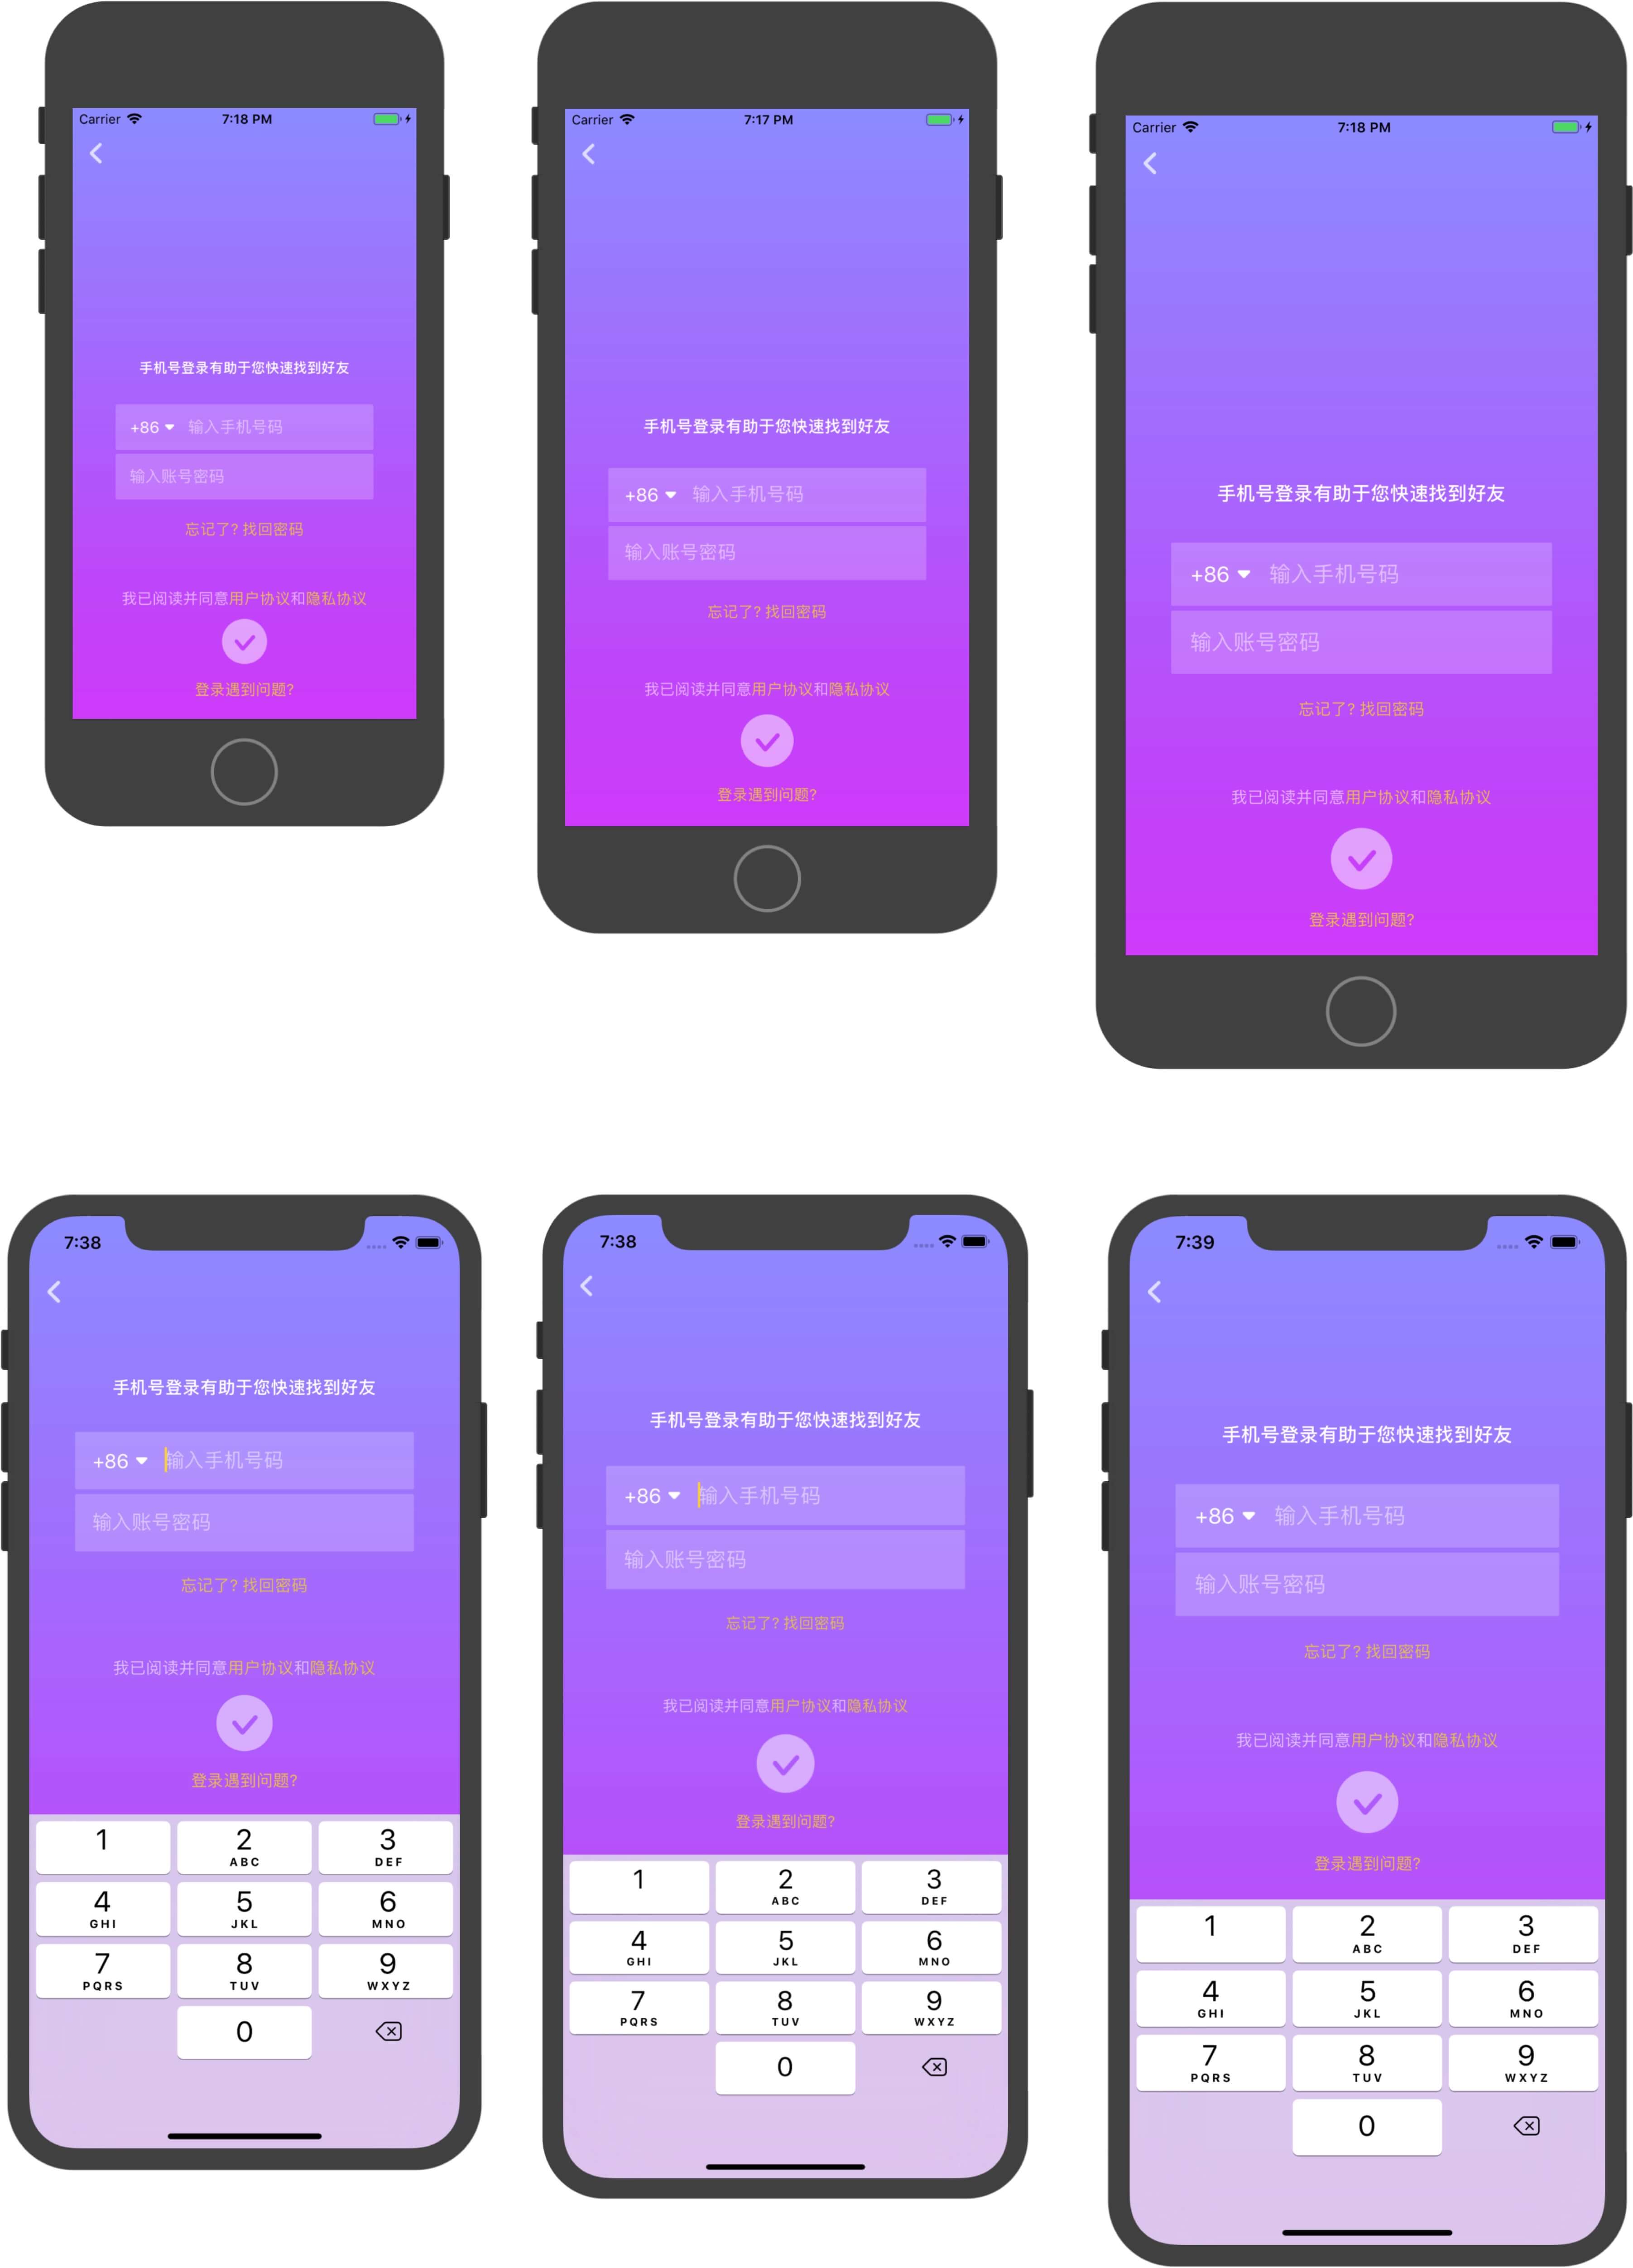 Carrier 7:18 PM
手机号登录有助于您快速找到好友
+86 输入手机号码
输入账号密码
忘记了? 找回密码
我已阅读并同意用户协议和隐私协议
登录遇到问题?
Carrier 7:17 PM
手机号登录有助于您快速找到好友
+86 输入手机号码
输入账号密码
忘记了? 找回密码
我已阅读并同意用户协议和隐私协议
登录遇到问题?
Carrier 7:18 PM
手机号登录有助于您快速找到好友
+86 输入手机号码
输入账号密码
忘记了? 找回密码
我已阅读并同意用户协议和隐私协议
登录遇到问题?
7:38
手机号登录有助于您快速找到好友
+86 输入手机号码
输入账号密码
忘记了? 找回密码
我已阅读并同意用户协议和隐私协议
登录遇到问题?
1 2 3
ABC DEF
4 5 6
GHI JKL MNO
7 8 9
PQRS TUV WXYZ
0
7:38
手机号登录有助于您快速找到好友
+86 输入手机号码
输入账号密码
忘记了? 找回密码
我已阅读并同意用户协议和隐私协议
登录遇到问题?
1 2 3
ABC DEF
4 5 6
GHI JKL MNO
7 8 9
PQRS TUV WXYZ
0
7:39
手机号登录有助于您快速找到好友
+86 输入手机号码
输入账号密码
忘记了? 找回密码
我已阅读并同意用户协议和隐私协议
登录遇到问题?
1 2 3
ABC DEF
4 5 6
GHI JKL MNO
7 8 9
PQRS TUV WXYZ
0